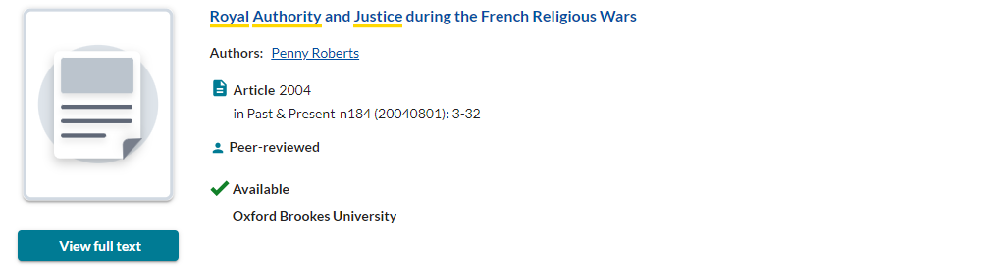 Royal Authority and Justice during the French Religious Wars
Authors: Penny Roberts
Article 2004
in Past & Present n184 (20040801): 3-32
Peer-reviewed
Available
Oxford Brookes University
View full text